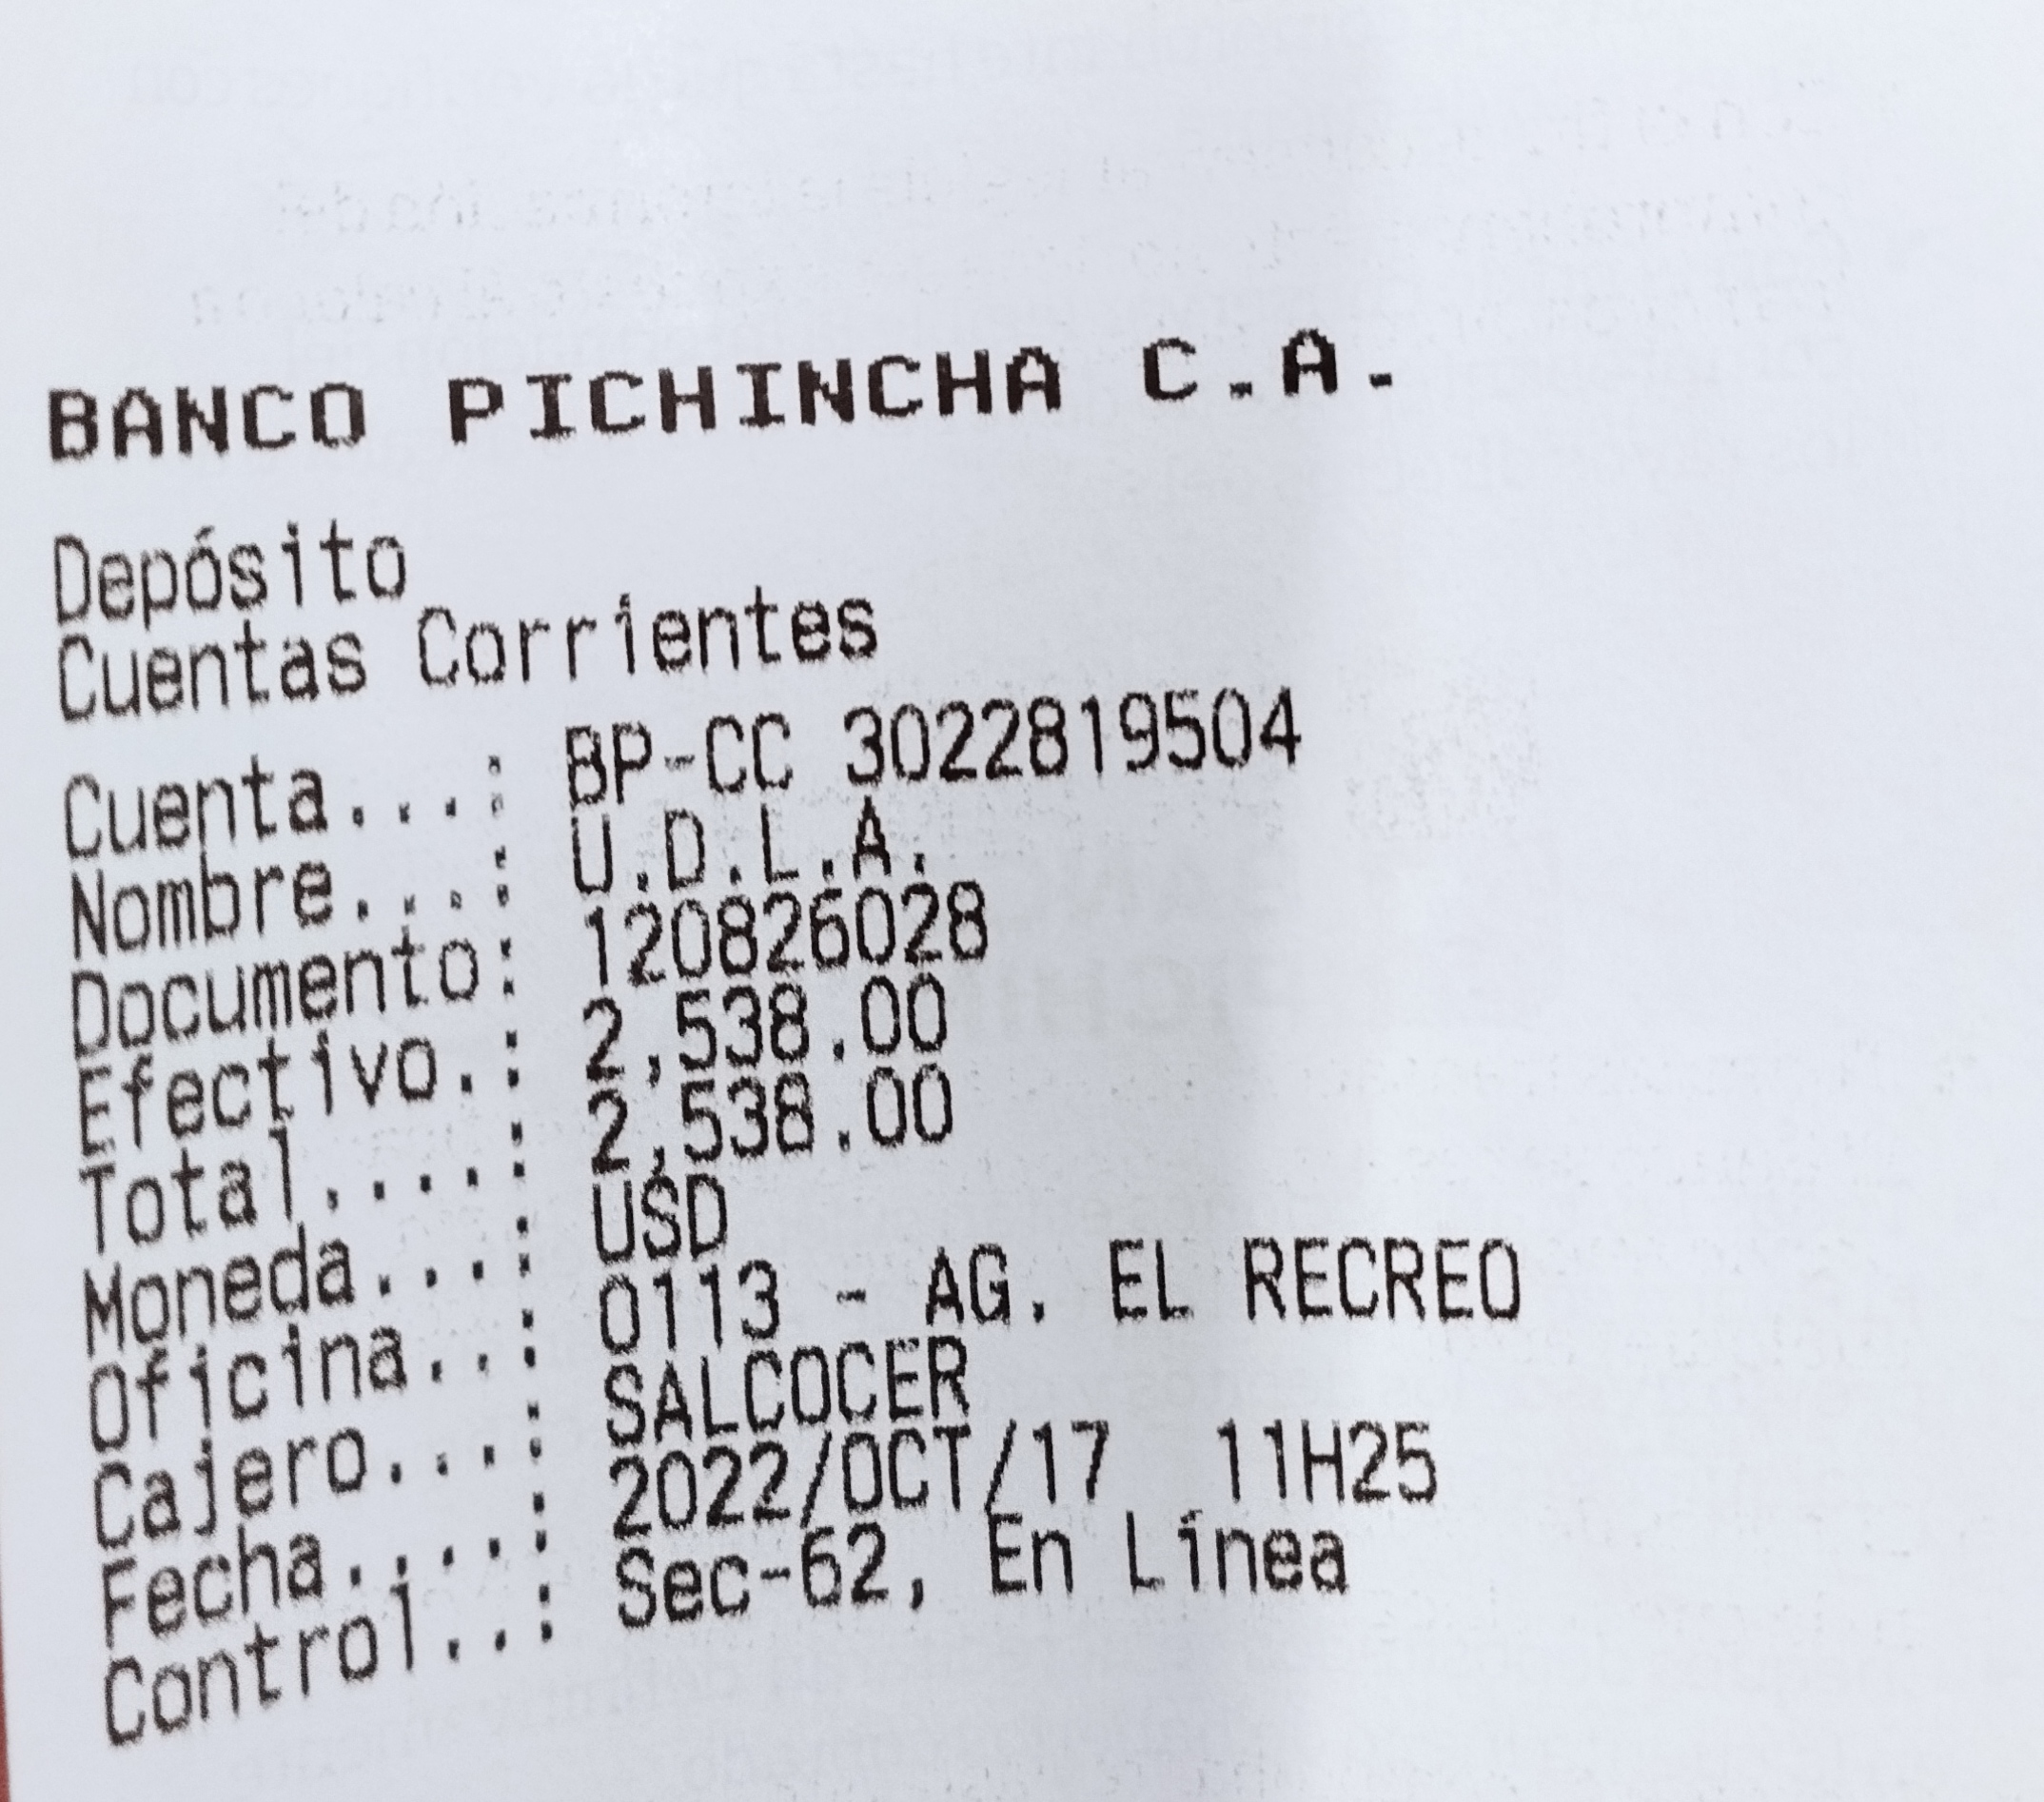 BANCO PICHINCHA C.A.
Depósito
Cuentas Corrientes
Cuenta...: BP-CC 3022819504
Nombre...: U.D.L.A.
Documento: 120826028
Efectivo.: 2,538.00
Total....: 2,538.00
Moneda...: USD
Oficina..: 0113 - AG. EL RECREO
Cajero...: SALCOCER
Fecha....: 2022/OCT/17 11H25
Control..: Sec-62, En Línea